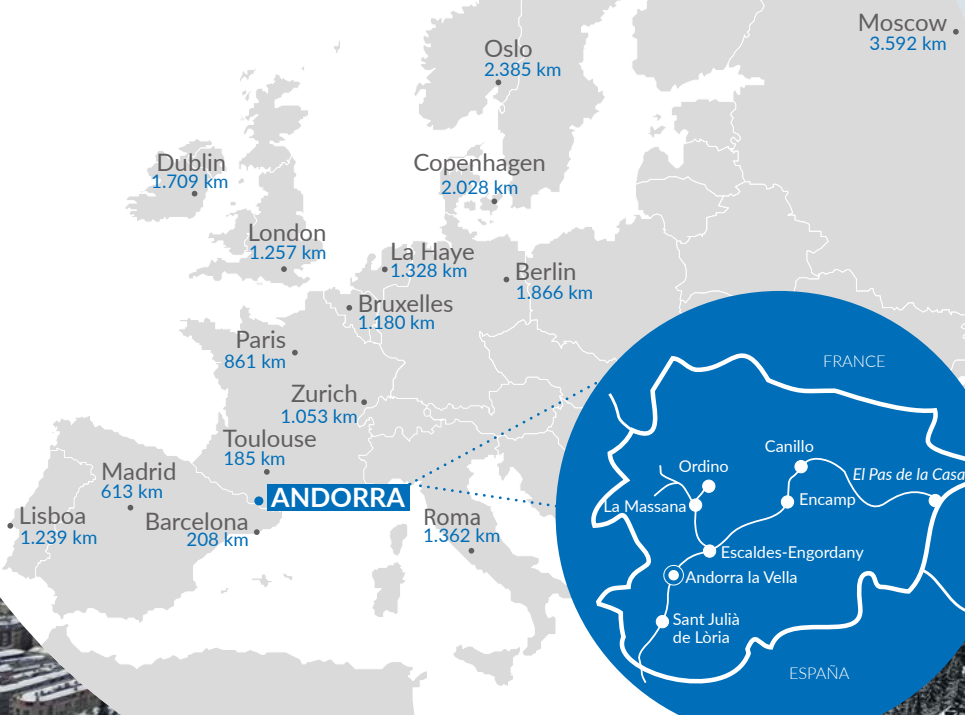 Moscow
3.592 km
Oslo
2.385 km
Dublin
1.709 km
Copenhagen
2.028 km
London
1.257 km
La Haye
1.328 km
Berlin
1.866 km
Bruxelles
1.180 km
Paris
861 km
Zurich
1.053 km
Toulouse
185 km
Madrid
613 km
ANDORRA
Lisboa
1.239 km
Barcelona
208 km
Roma
1.362 km
FRANCE
Canillo
Ordino
El Pas de la Casa
La Massana
Encamp
Escaldes-Engordany
Andorra la Vella
Sant Julià
de Lòria
ESPAÑA